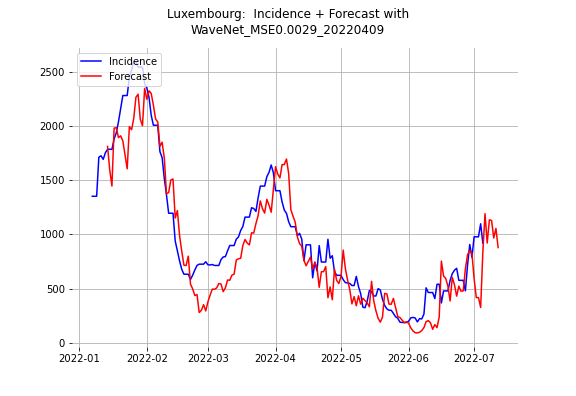 Luxembourg:  Incidence + Forecast with
WaveNet_MSE0.0029_20220409
Incidence
Forecast
2500
2000
1500
1000
500
0
2022-01 2022-02 2022-03 2022-04 2022-05 2022-06 2022-07